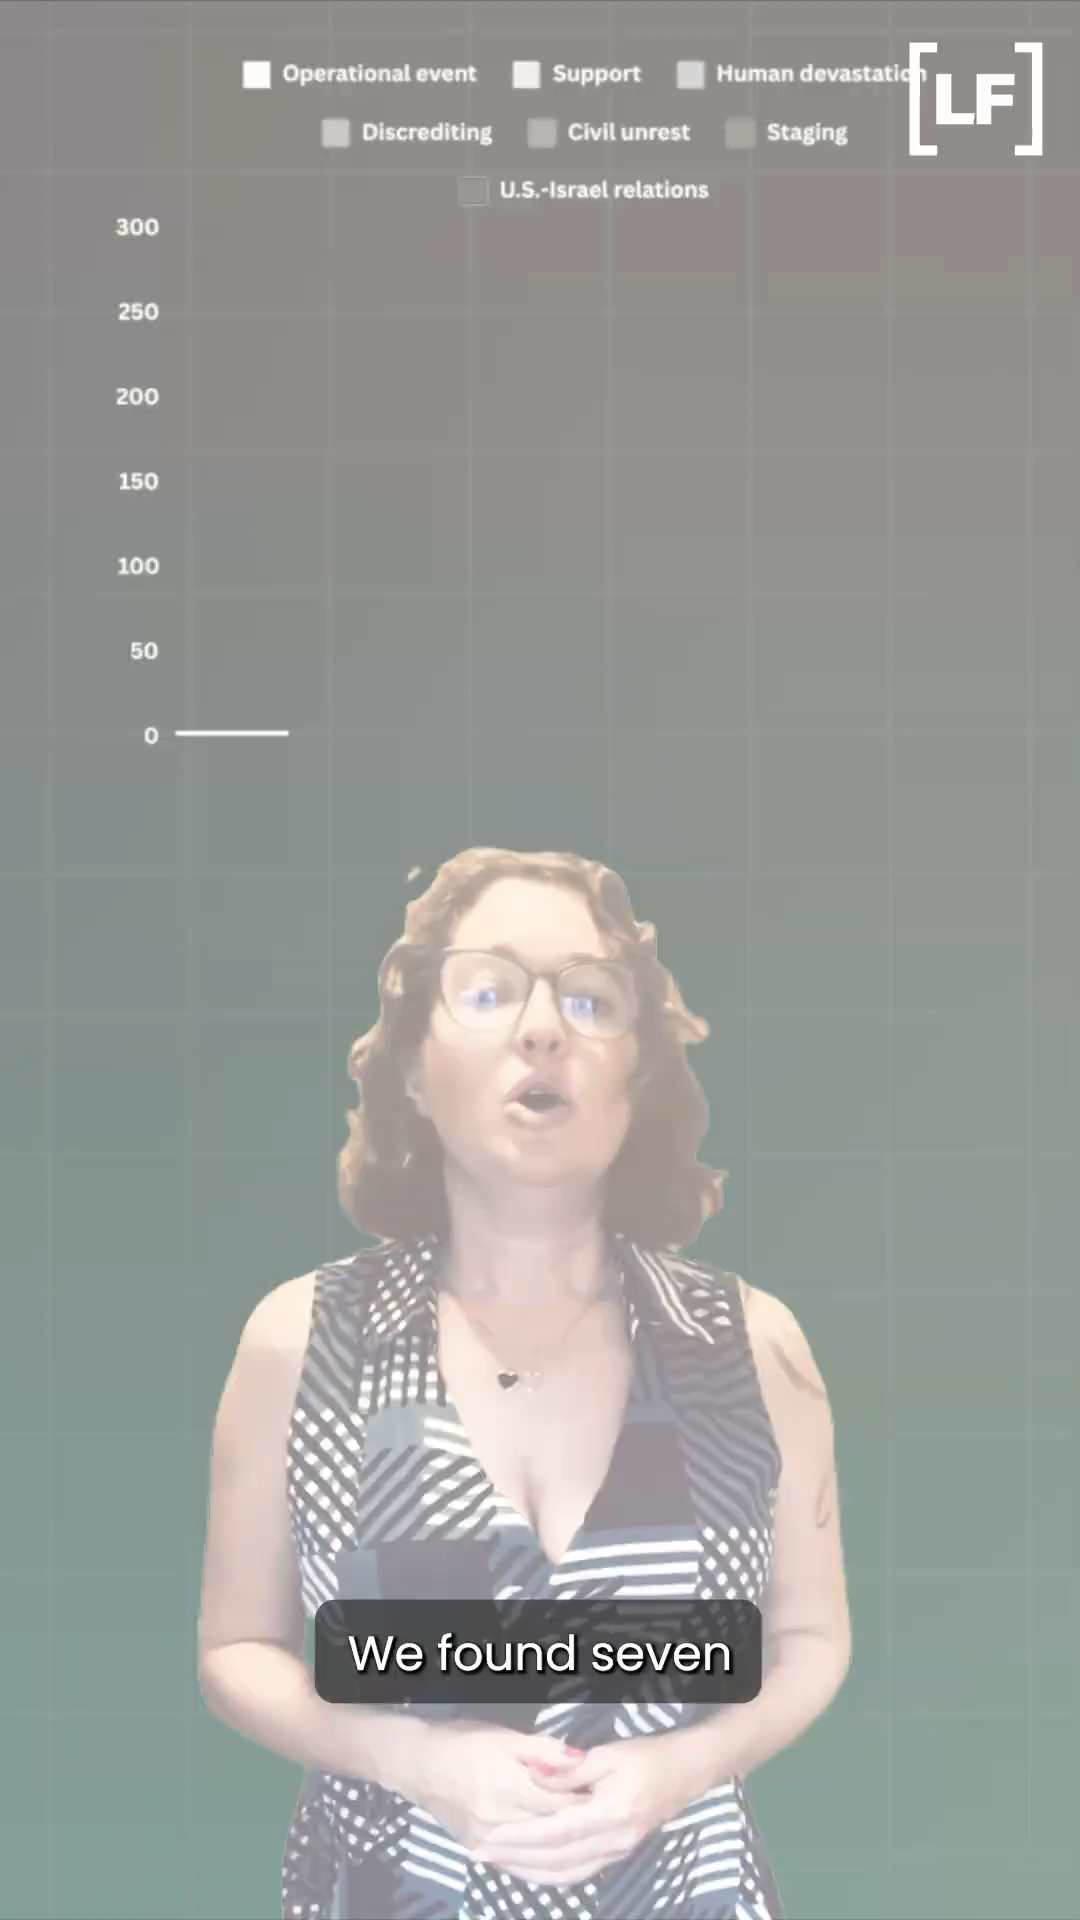 Operational event Support Human devastation
LF
Discrediting Civil unrest Staging
U.S.-Israel relations
300
250
200
150
100
50
0
We found seven